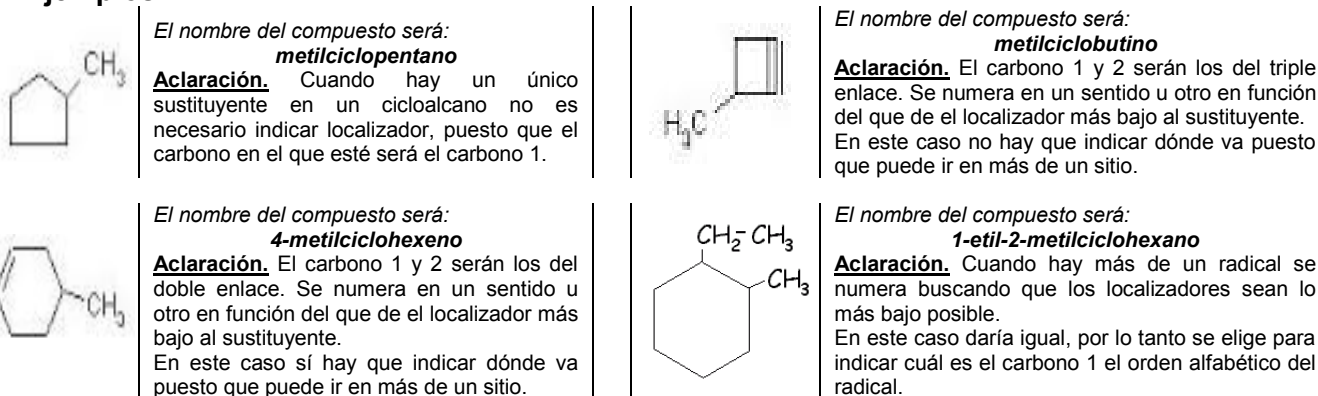 CH3
El nombre del compuesto será:
metilciclopentano
Aclaración. Cuando hay un único
sustituyente en un cicloalcano no es
necesario indicar localizador, puesto que el
carbono en el que esté será el carbono 1.
H3C
El nombre del compuesto será:
metilciclobutino
Aclaración. El carbono 1 y 2 serán los del triple
enlace. Se numera en un sentido u otro en función
del que de el localizador más bajo al sustituyente.
En este caso no hay que indicar dónde va puesto
que puede ir en más de un sitio.
CH3
El nombre del compuesto será:
4-metilciclohexeno
Aclaración. El carbono 1 y 2 serán los del
doble enlace. Se numera en un sentido u
otro en función del que de el localizador más
bajo al sustituyente.
En este caso sí hay que indicar dónde va
puesto que puede ir en más de un sitio.
CH2-CH3
CH3
El nombre del compuesto será:
1-etil-2-metilciclohexano
Aclaración. Cuando hay más de un radical se
numera buscando que los localizadores sean lo
más bajo posible.
En este caso daría igual, por lo tanto se elige para
indicar cuál es el carbono 1 el orden alfabético del
radical.